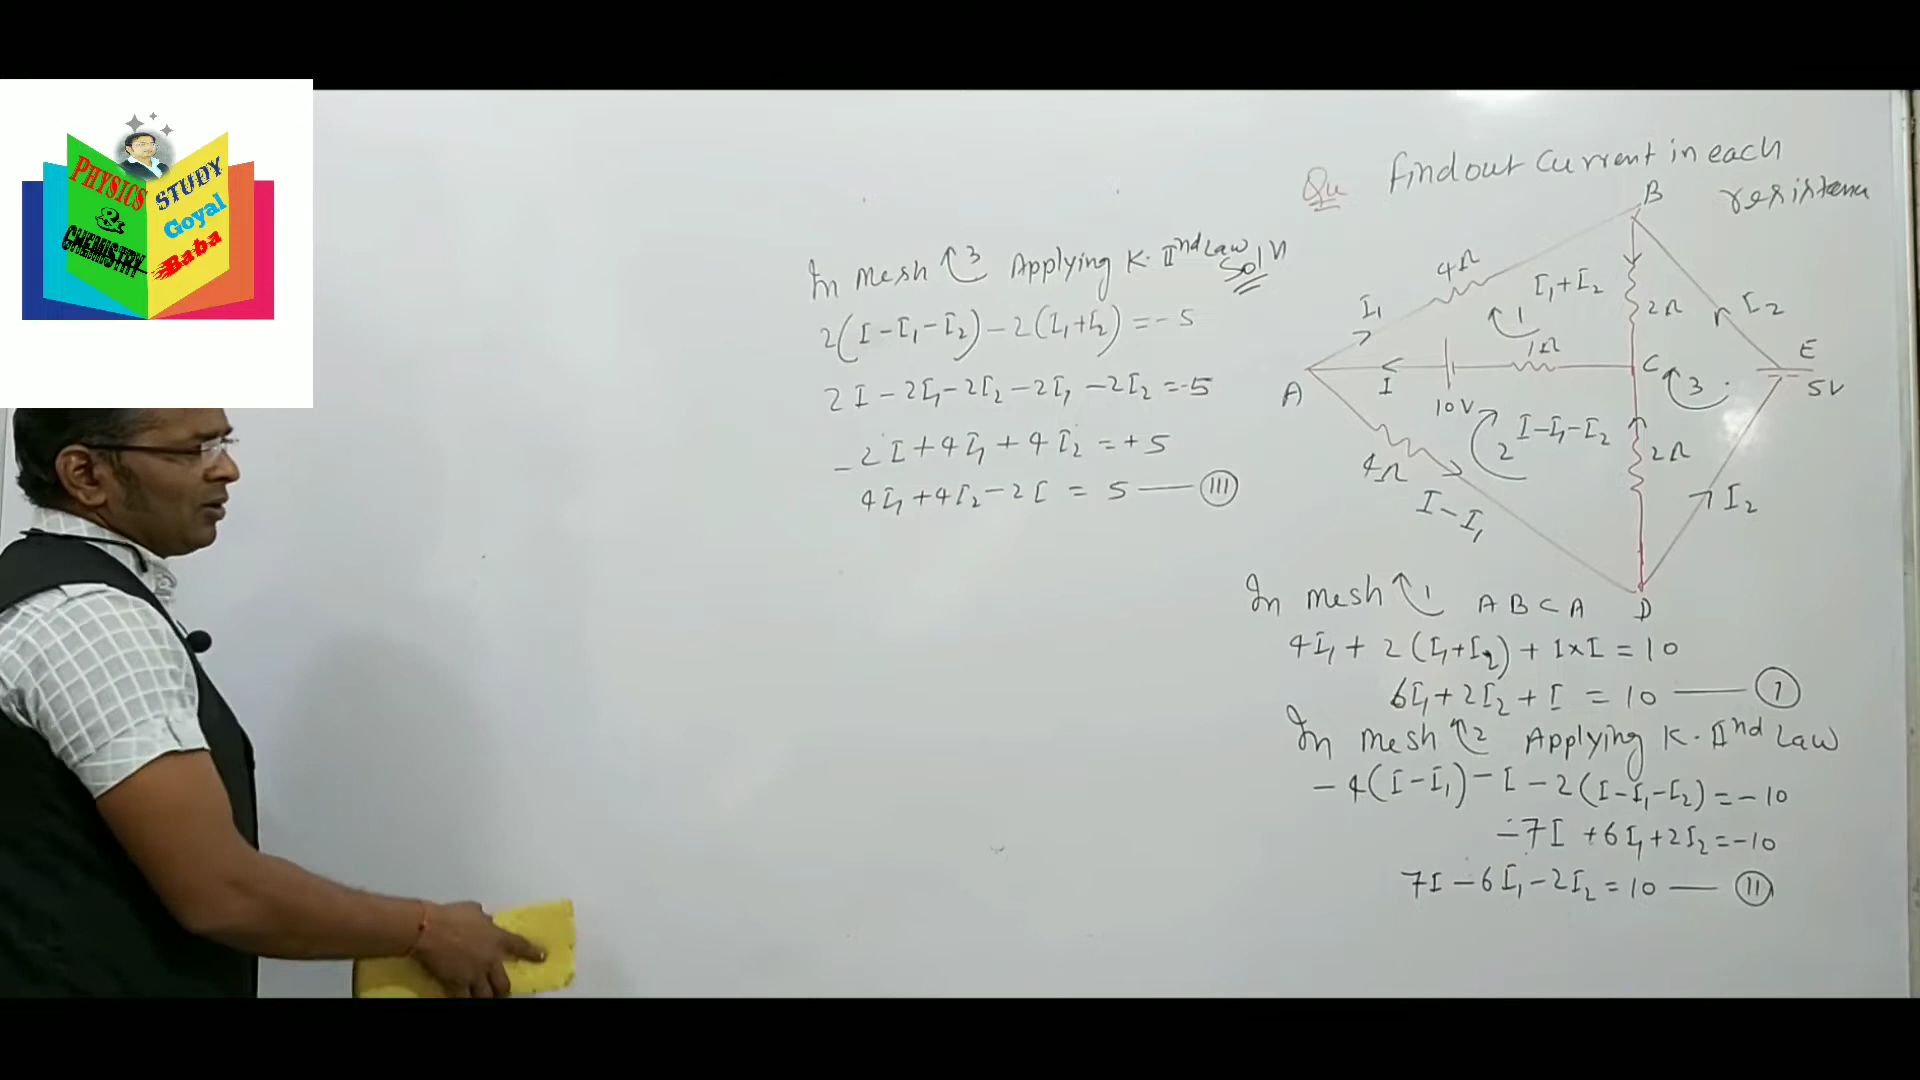 PHYSICS
&
CHEMISTRY
STUDY
Goyal
Baba
Qu Find out Current in each
resistance
Soln
B
4Ω
I₁+I₂
I₁
1
2Ω
I₂
1Ω
E
A
I
C
3
5V
10V
I-I₁-I₂
2
2Ω
4Ω
I-I₁
I₂
D
In mesh 1 ABCA
4I₁ + 2(I₁+I₂) + 1×I = 10
6I₁+2I₂+I = 10 — (I)
In mesh 2 Applying K. IInd Law
-4(I-I₁)-I-2(I-I₁-I₂)=-10
-7I+6I₁+2I₂=-10
7I-6I₁-2I₂=10 — (II)
In mesh 3 Applying K. IInd Law
2(I-I₁-I₂)-2(I₁+I₂)=-5
2I-2I₁-2I₂-2I₁-2I₂=-5
-2I+4I₁+4I₂=+5
4I₁+4I₂-2I = 5 — (III)